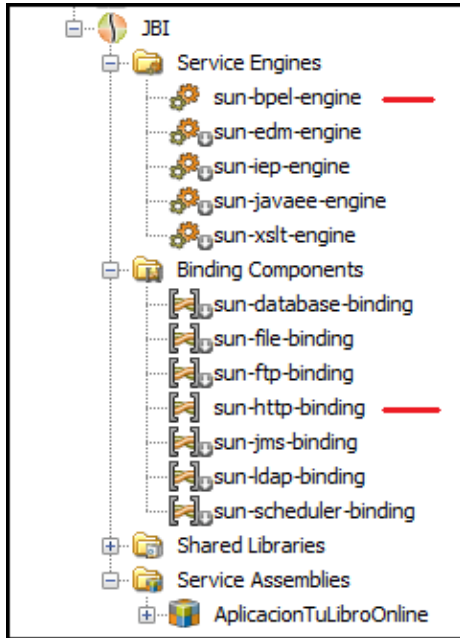 JBI
Service Engines
sun-bpel-engine
sun-edm-engine
sun-iep-engine
sun-javaee-engine
sun-xslt-engine
Binding Components
sun-database-binding
sun-file-binding
sun-ftp-binding
sun-http-binding
sun-jms-binding
sun-ldap-binding
sun-scheduler-binding
Shared Libraries
Service Assemblies
AplicacionTuLibroOnline